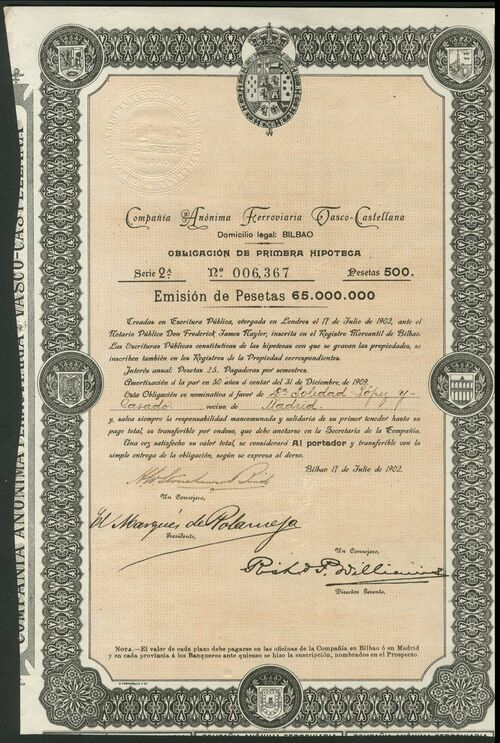 Compañía Anónima Ferroviaria Vasco-Castellana
Domicilio legal: BILBAO
OBLIGACIÓN DE PRIMERA HIPOTECA
Serie 2ª Nº 006,367 Pesetas 500.
Emisión de Pesetas 65.000.000
Creadas en Escritura Pública, otorgada en Londres el 17 de Julio de 1902, ante el
Notario Público Don Frederick James Naylor, inscrita en el Registro Mercantil de Bilbao.
Las Escrituras Públicas constitutivas de las hipotecas con que se gravan las propiedades, se
inscriben también en los Registros de la Propiedad correspondientes.
Interés anual: Pesetas 25. Pagaderas por semestres.
Amortización á la par en 50 años á contar del 31 de Diciembre, de 1909.
Esta Obligación es nominativa á favor de Dª Soledad López y
Casado vecino de Madrid
y, salvo siempre la responsabilidad mancomunada y solidaria de su primer tenedor hasta su
pago total, es transferible por endoso, que debe anotarse en la Secretaría de la Compañía.
Una vez satisfecho su valor total, se considerará Al portador y transferible con la
simple entrega de la obligación, según se expresa al dorso.
Bilbao 17 de Julio de 1902.
Un Consejero,
El Marqués de
Presidente,
Un Consejero,
Richd P. Williams
Director Gerente.
NOTA.—El valor de cada plazo debe pagarse en las oficinas de la Compañía en Bilbao ó en Madrid
y en cada provincia á los Banqueros ante quienes se hizo la suscripción, nombrados en el Prospecto.